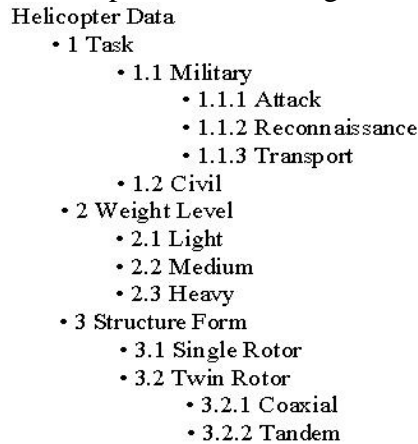 Helicopter Data
• 1 Task
• 1.1 Military
• 1.1.1 Attack
• 1.1.2 Reconnaissance
• 1.1.3 Transport
• 1.2 Civil
• 2 Weight Level
• 2.1 Light
• 2.2 Medium
• 2.3 Heavy
• 3 Structure Form
• 3.1 Single Rotor
• 3.2 Twin Rotor
• 3.2.1 Coaxial
• 3.2.2 Tandem